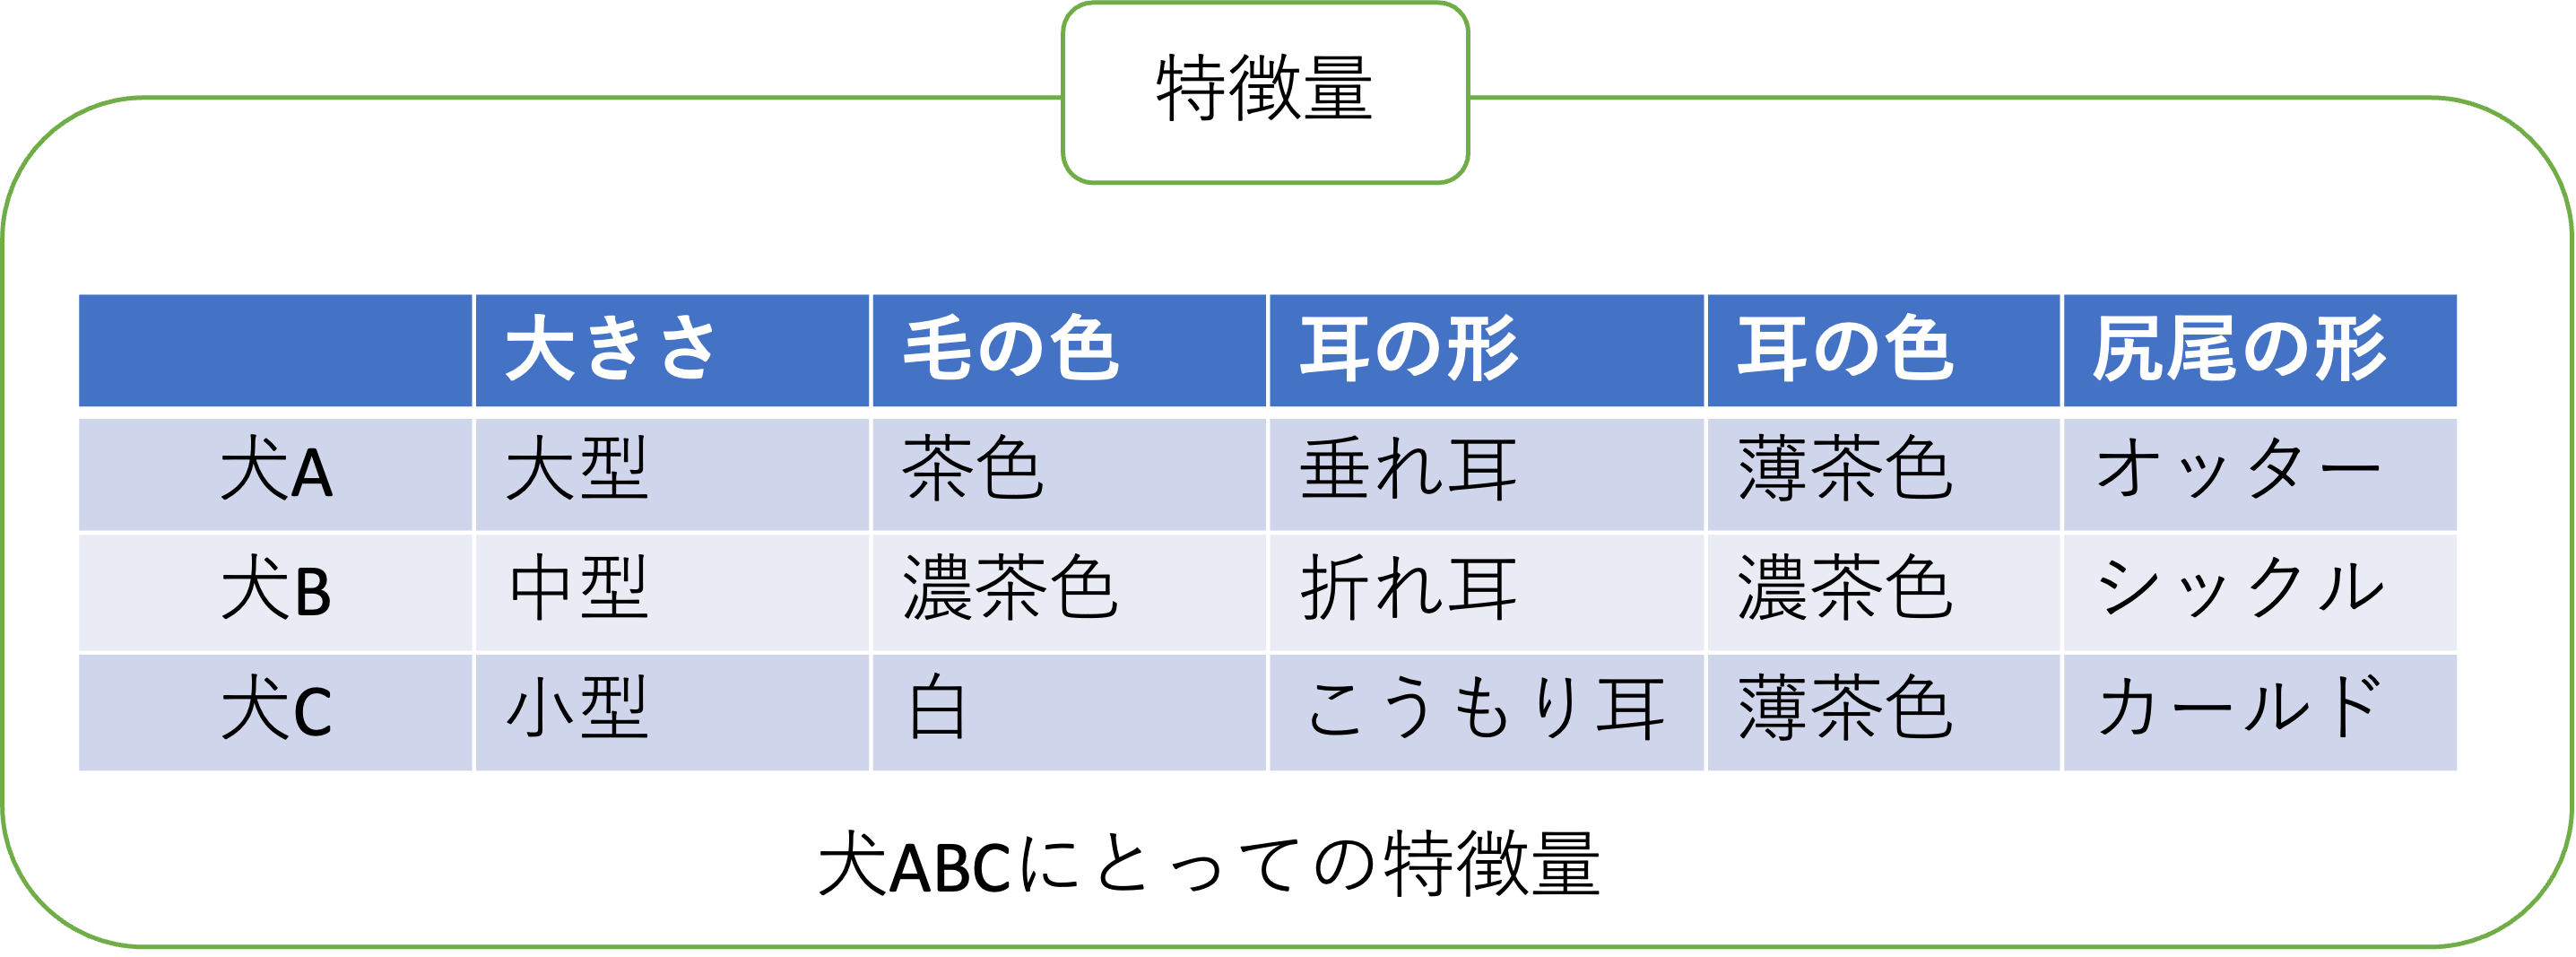 特徴量
大きさ 毛の色 耳の形 耳の色 尻尾の形
犬A 大型 茶色 垂れ耳 薄茶色 オッター
犬B 中型 濃茶色 折れ耳 濃茶色 シックル
犬C 小型 白 こうもり耳 薄茶色 カールド
犬ABCにとっての特徴量